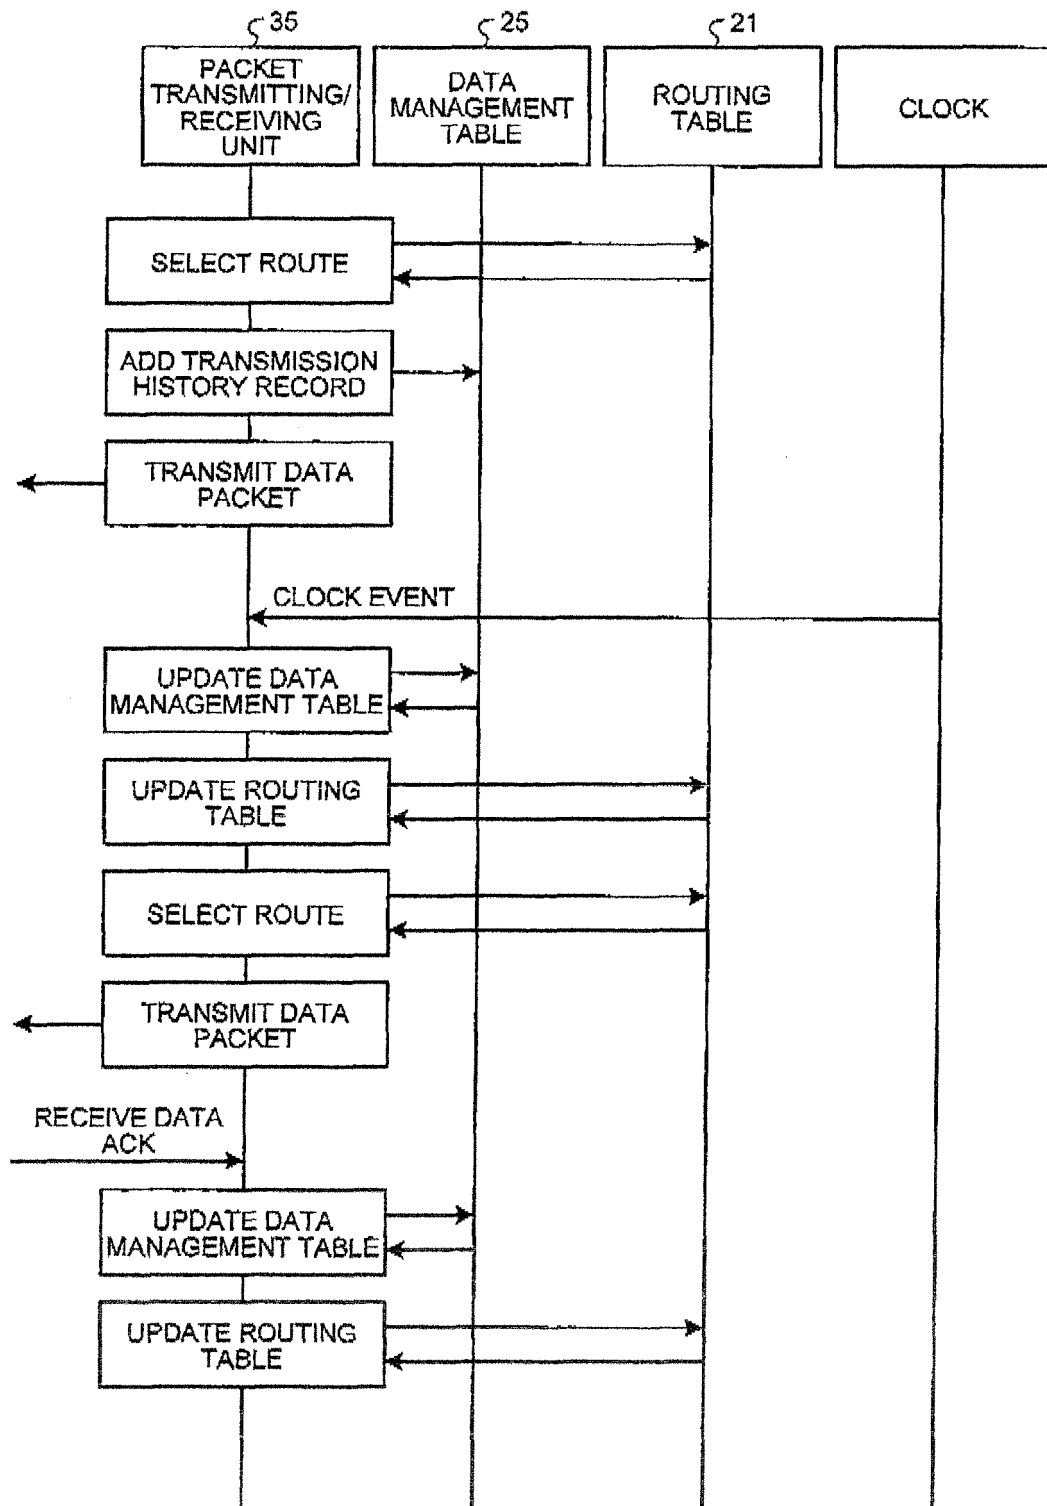 35
25
21
PACKET
TRANSMITTING/
RECEIVING
UNIT
DATA
MANAGEMENT
TABLE
ROUTING
TABLE
CLOCK
SELECT ROUTE
ADD TRANSMISSION
HISTORY RECORD
TRANSMIT DATA
PACKET
CLOCK EVENT
UPDATE DATA
MANAGEMENT TABLE
UPDATE ROUTING
TABLE
SELECT ROUTE
TRANSMIT DATA
PACKET
RECEIVE DATA
ACK
UPDATE DATA
MANAGEMENT TABLE
UPDATE ROUTING
TABLE